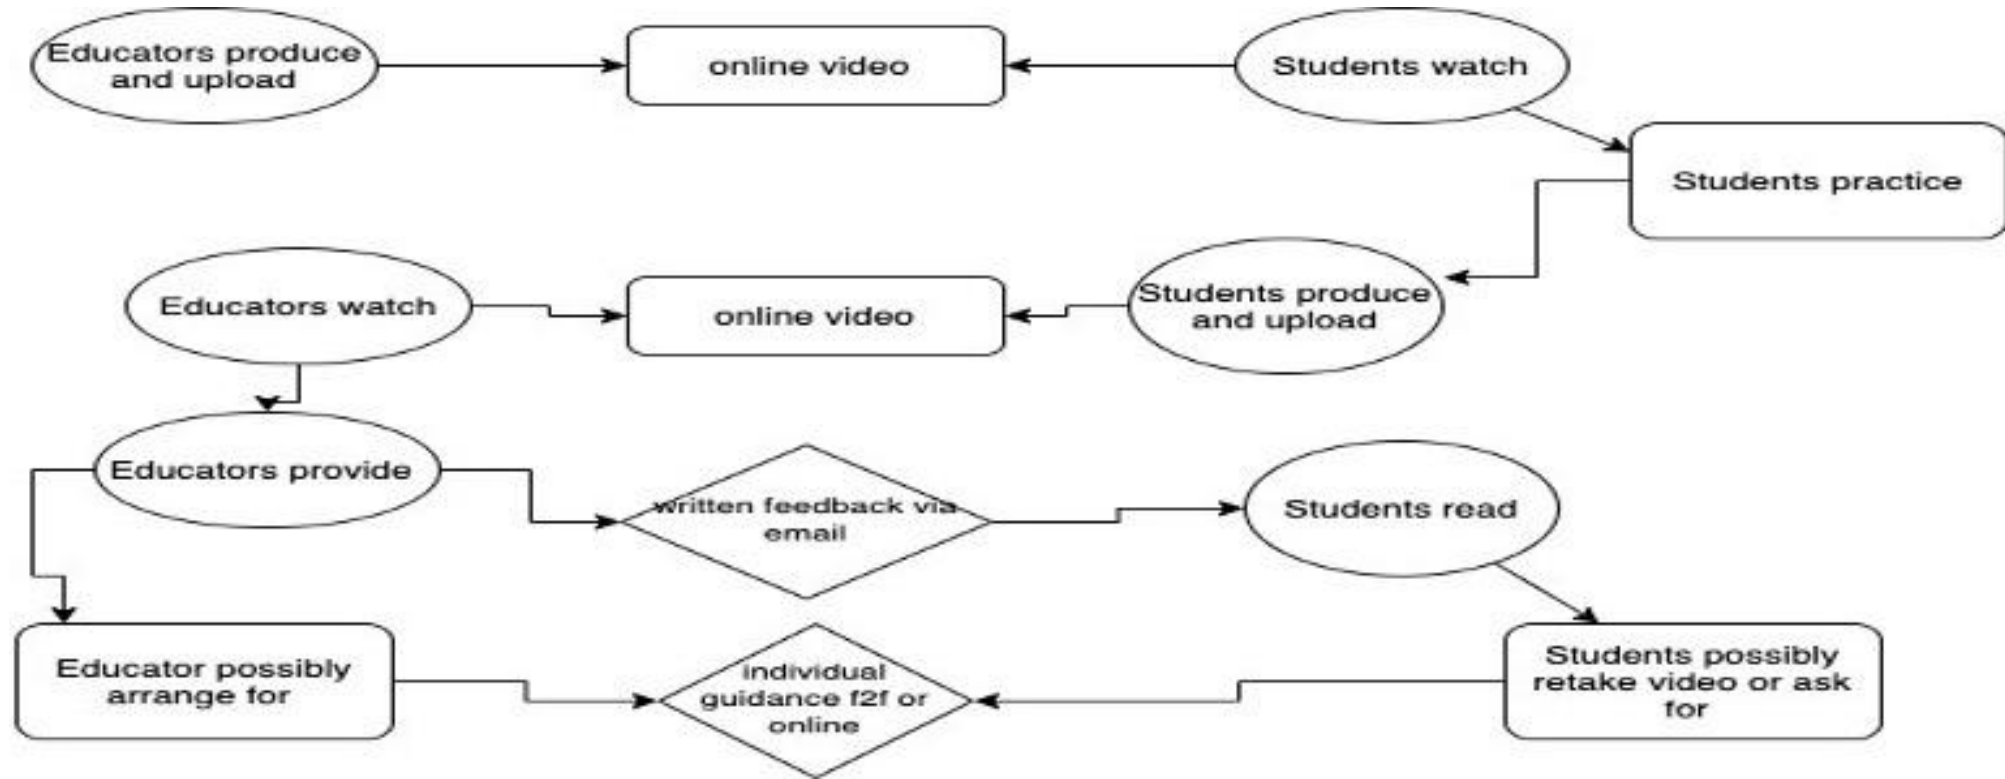 Educators produce
and upload
online video
Students watch
Students practice
Educators watch
online video
Students produce
and upload
Educators provide
written feedback via
email
Students read
Educator possibly
arrange for
individual
guidance f2f or
online
Students possibly
retake video or ask
for